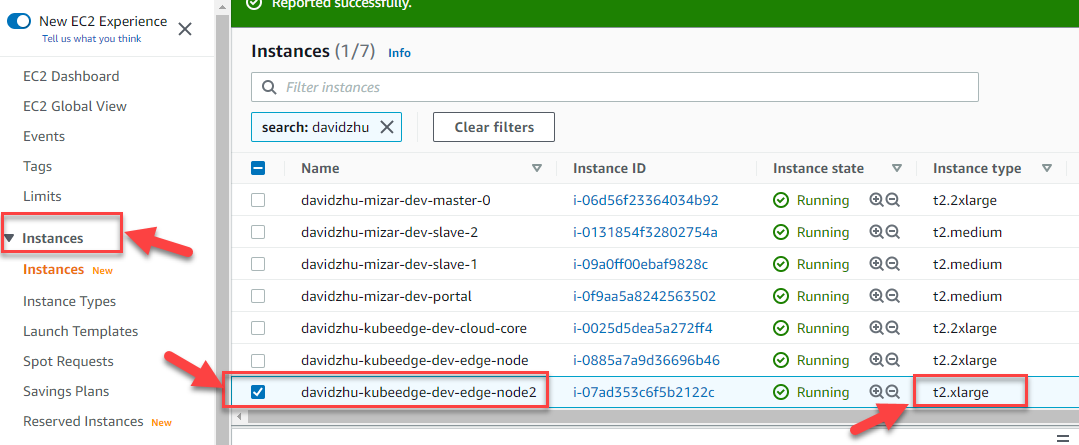 New EC2 Experience
Tell us what you think
EC2 Dashboard
EC2 Global View
Events
Tags
Limits
Instances
Instances New
Instance Types
Launch Templates
Spot Requests
Savings Plans
Reserved Instances New
Reported successfully.
Instances (1/7) Info
Filter instances
search: davidzhu
Clear filters
Name Instance ID Instance state Instance type
davidzhu-mizar-dev-master-0 i-06d56f23364034b92 Running t2.2xlarge
davidzhu-mizar-dev-slave-2 i-0131854f32802754a Running t2.medium
davidzhu-mizar-dev-slave-1 i-09a0ff00ebaf9828c Running t2.medium
davidzhu-mizar-dev-portal i-0f9aa5a8242563502 Running t2.medium
davidzhu-kubeedge-dev-cloud-core i-0025d5dea5a272ff4 Running t2.2xlarge
davidzhu-kubeedge-dev-edge-node i-0885a7a9d36696b46 Running t2.2xlarge
davidzhu-kubeedge-dev-edge-node2 i-07ad353c6f5b2122c Running t2.xlarge